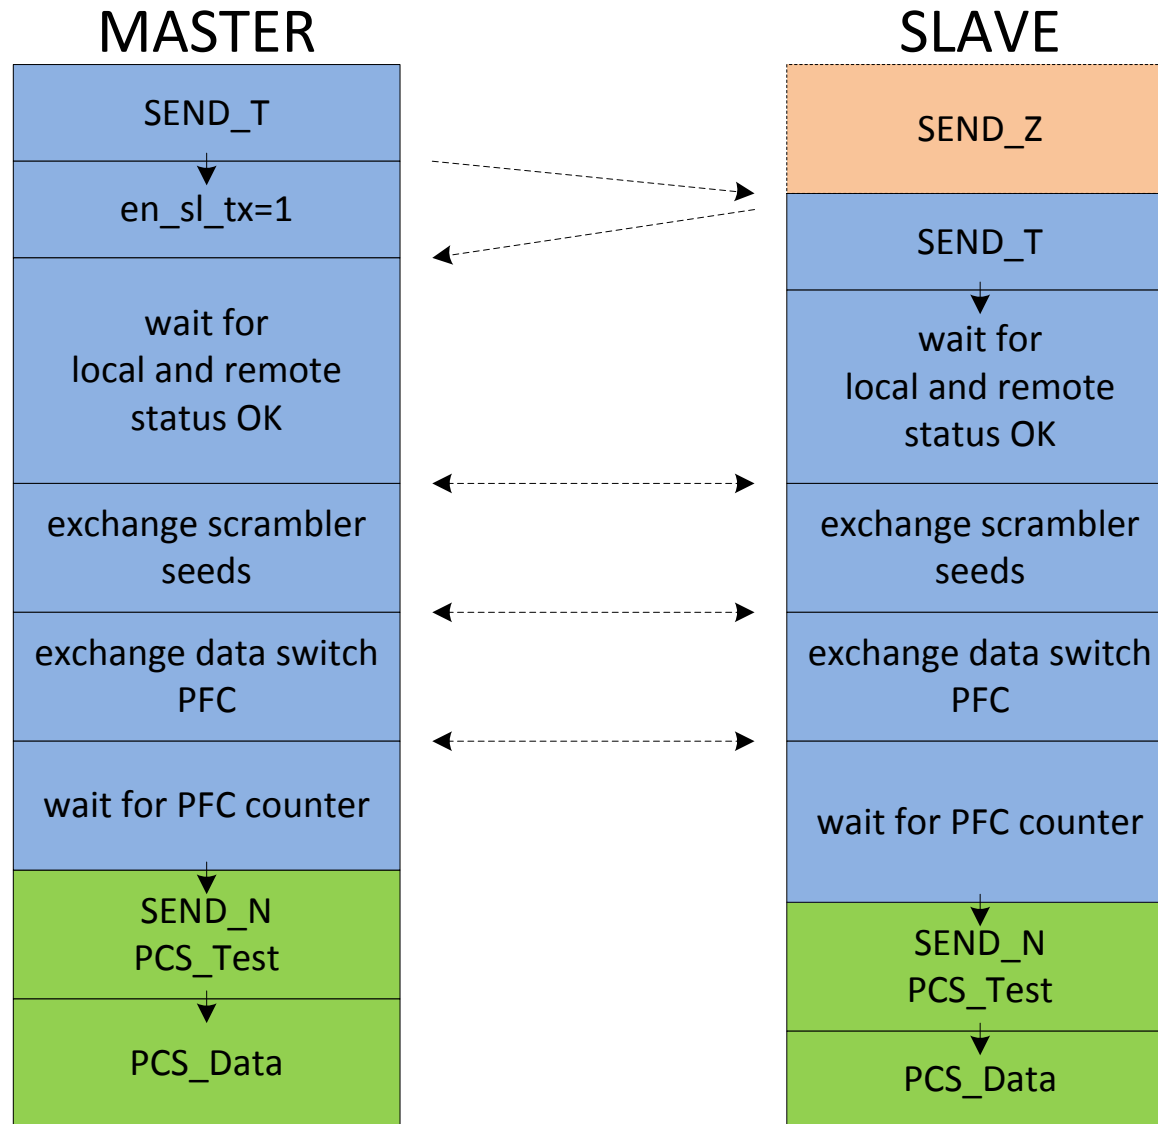 MASTER
SEND_T
en_sl_tx=1
wait for
local and remote
status OK
exchange scrambler
seeds
exchange data switch
PFC
wait for PFC counter
SEND_N
PCS_Test
PCS_Data
SLAVE
SEND_Z
SEND_T
wait for
local and remote
status OK
exchange scrambler
seeds
exchange data switch
PFC
wait for PFC counter
SEND_N
PCS_Test
PCS_Data